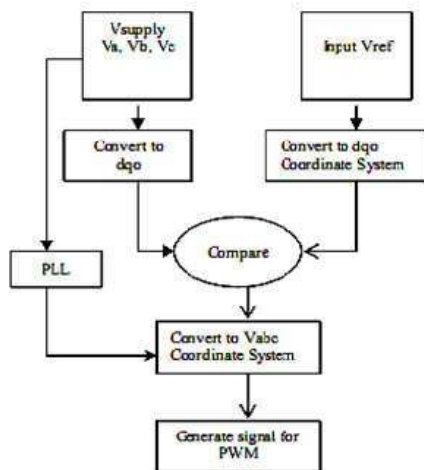 Vsupply
Va, Vb, Vc
Input Vref
Convert to
dqo
Convert to dqo
Coordinate System
Compare
PLL
Convert to Vabc
Coordinate System
Generate signal for
PWM